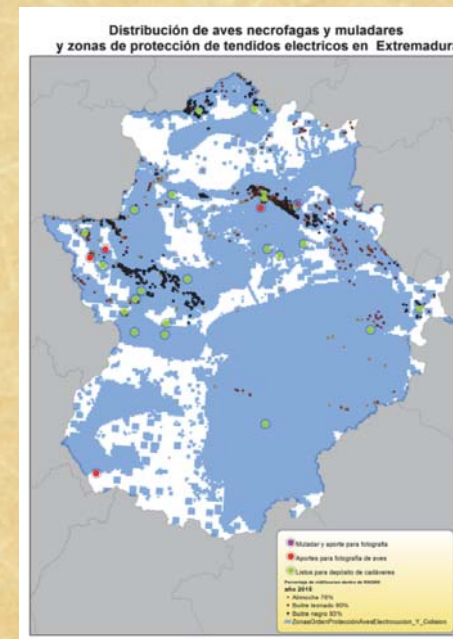 Distribución de aves necrofagas y muladares
y zonas de protección de tendidos electricos en Extremadura
Muladar y aporte para fotografia
Aportes para fotografia de aves
Listos para depósito de cadáveres
Porcentaje de nidificacion dentro de RN2000
año 2018
Alimoche 76%
Buitre leonado 80%
Buitre negro 93%
ZonasOrdenProtecciónAvesElectrocucion_Y_Colision